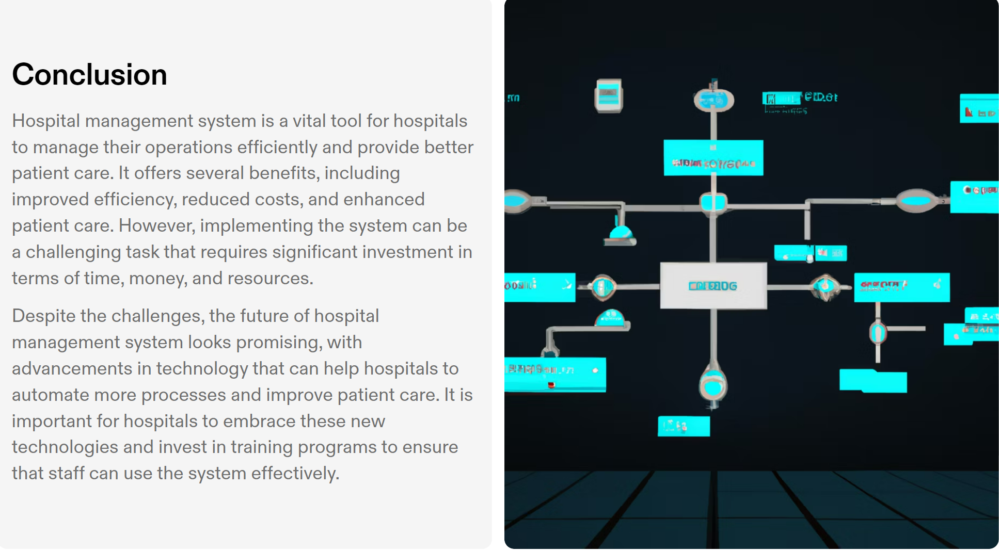 Conclusion
Hospital management system is a vital tool for hospitals
to manage their operations efficiently and provide better
patient care. It offers several benefits, including
improved efficiency, reduced costs, and enhanced
patient care. However, implementing the system can be
a challenging task that requires significant investment in
terms of time, money, and resources.
Despite the challenges, the future of hospital
management system looks promising, with
advancements in technology that can help hospitals to
automate more processes and improve patient care. It is
important for hospitals to embrace these new
technologies and invest in training programs to ensure
that staff can use the system effectively.